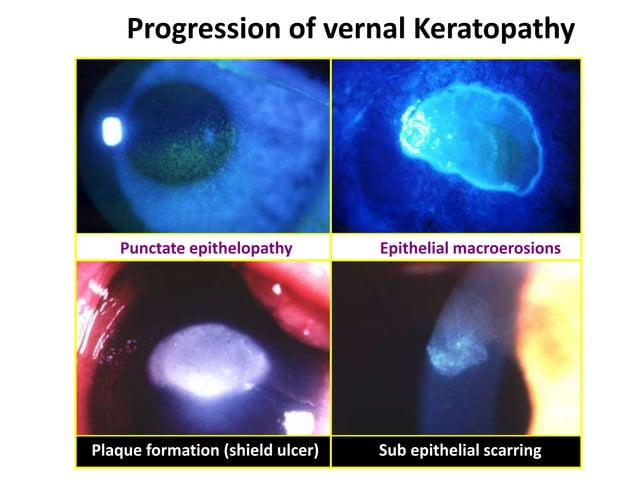 Progression of vernal Keratopathy
Punctate epithelopathy
Epithelial macroerosions
Plaque formation (shield ulcer)
Sub epithelial scarring